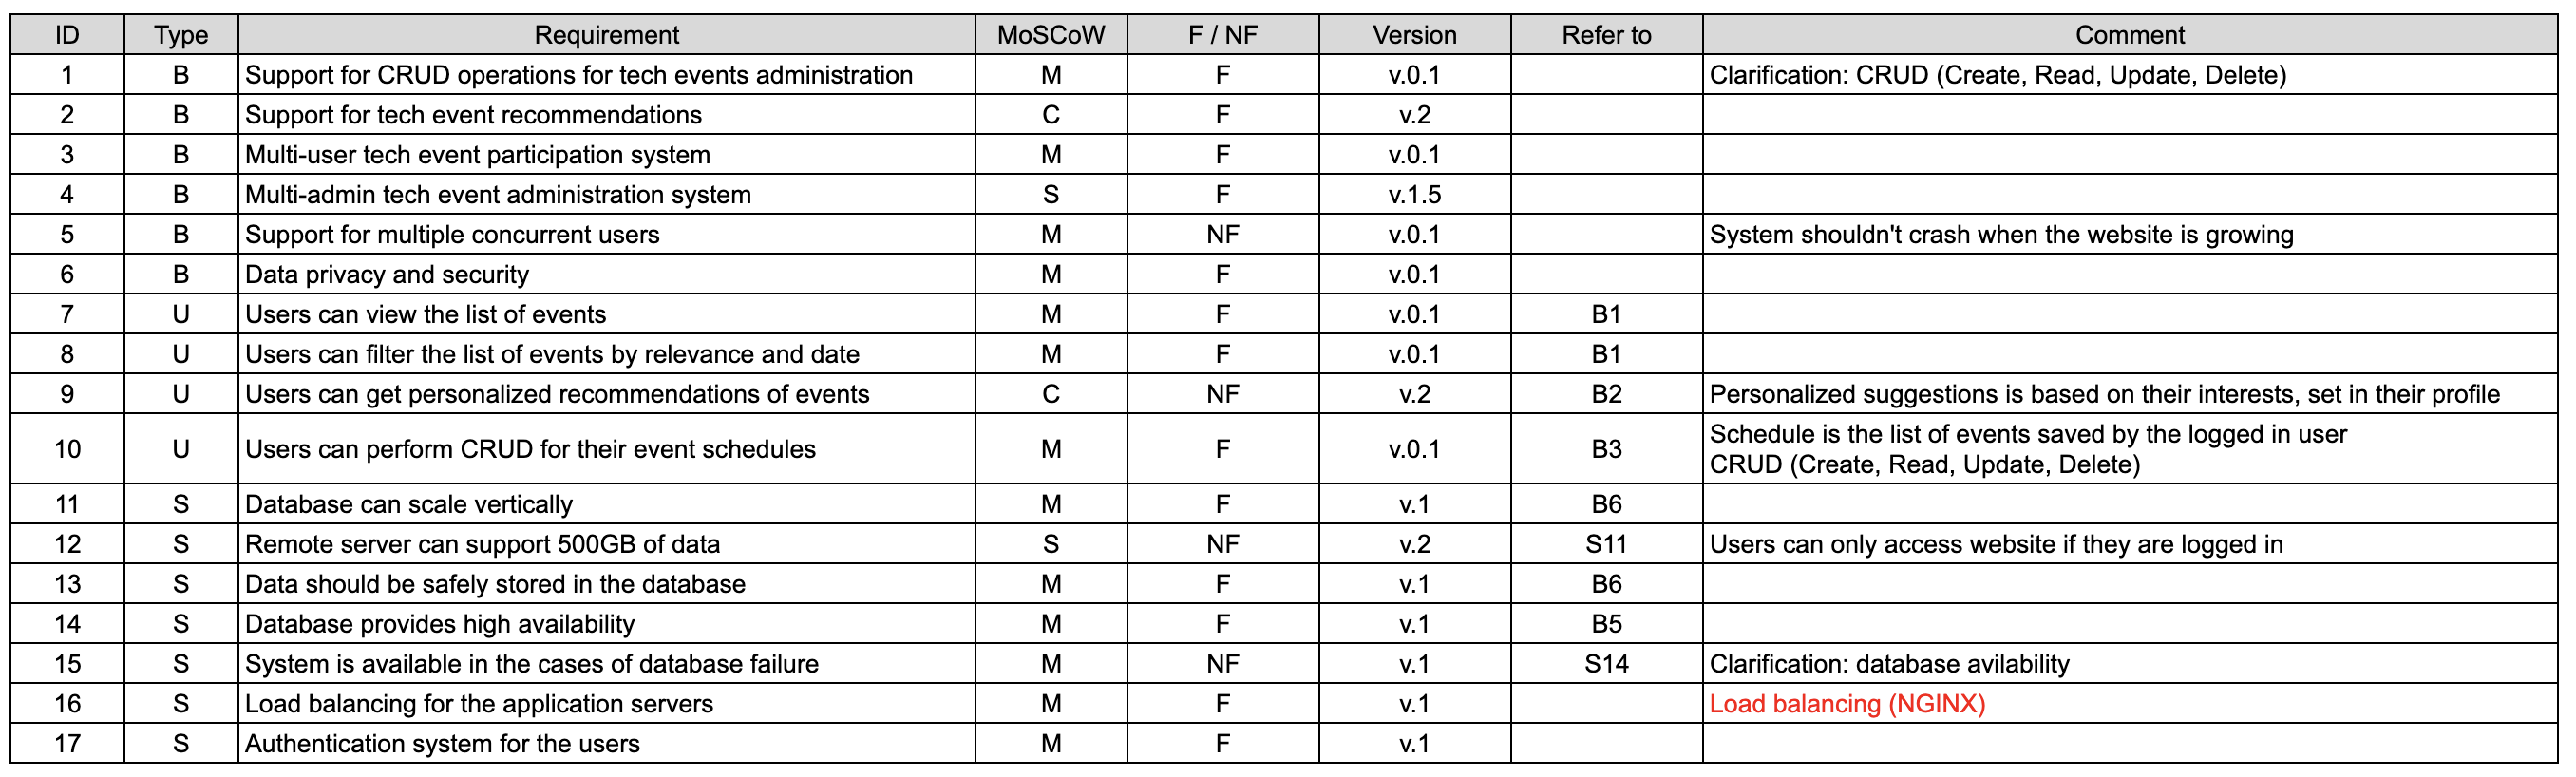 ID Type Requirement MoSCoW F / NF Version Refer to Comment
1 B Support for CRUD operations for tech events administration M F v.0.1 Clarification: CRUD (Create, Read, Update, Delete)
2 B Support for tech event recommendations C F v.2
3 B Multi-user tech event participation system M F v.0.1
4 B Multi-admin tech event administration system S F v.1.5
5 B Support for multiple concurrent users M NF v.0.1 System shouldn't crash when the website is growing
6 B Data privacy and security M F v.0.1
7 U Users can view the list of events M F v.0.1 B1
8 U Users can filter the list of events by relevance and date M F v.0.1 B1
9 U Users can get personalized recommendations of events C NF v.2 B2 Personalized suggestions is based on their interests, set in their profile
10 U Users can perform CRUD for their event schedules M F v.0.1 B3 Schedule is the list of events saved by the logged in user
CRUD (Create, Read, Update, Delete)
11 S Database can scale vertically M F v.1 B6
12 S Remote server can support 500GB of data S NF v.2 S11 Users can only access website if they are logged in
13 S Data should be safely stored in the database M F v.1 B6
14 S Database provides high availability M F v.1 B5
15 S System is available in the cases of database failure M NF v.1 S14 Clarification: database avilability
16 S Load balancing for the application servers M F v.1 Load balancing (NGINX)
17 S Authentication system for the users M F v.1